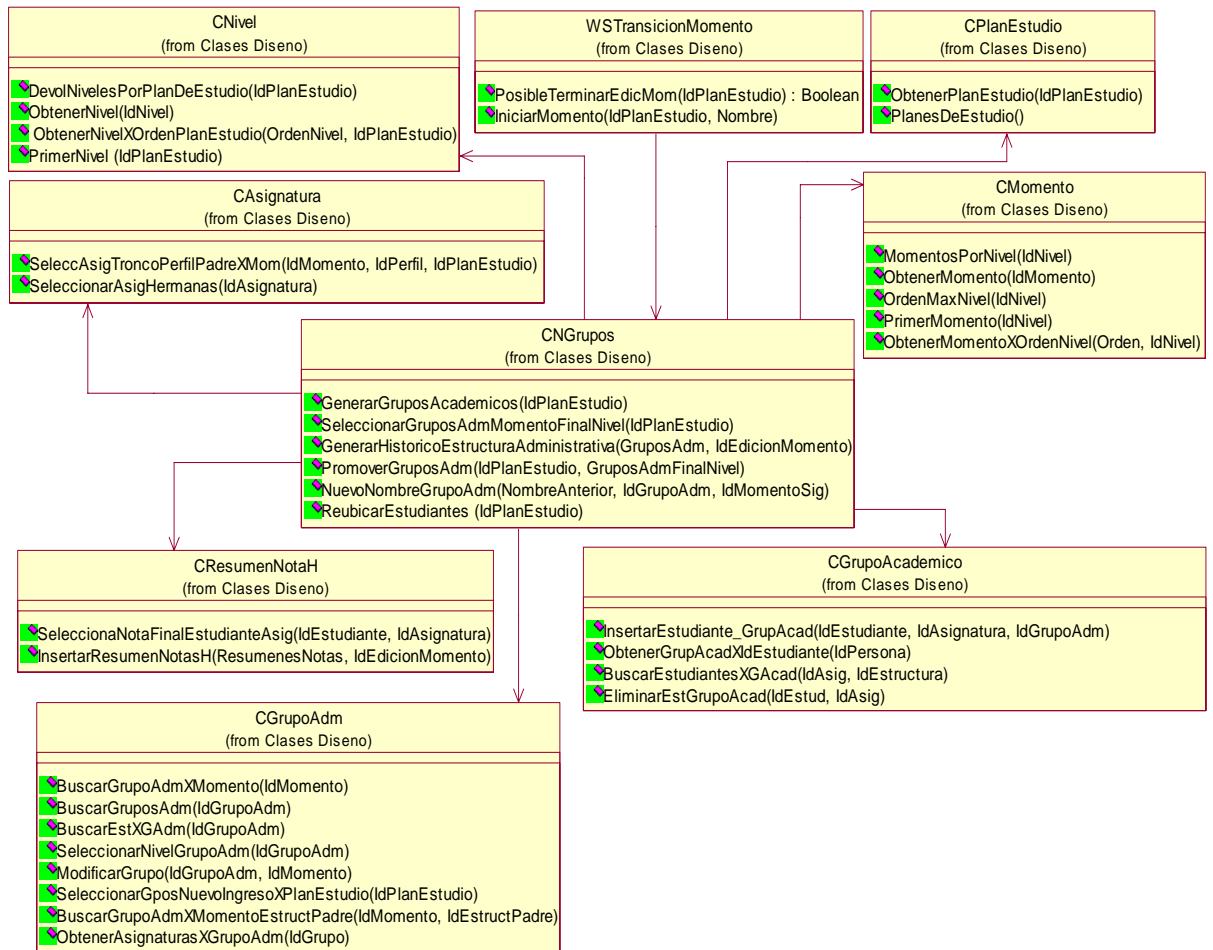 CNivel
(from Clases Diseno)
DevolNivelesPorPlanDeEstudio(IdPlanEstudio)
ObtenerNivel(IdNivel)
ObtenerNivelXOrdenPlanEstudio(OrdenNivel, IdPlanEstudio)
PrimerNivel (IdPlanEstudio)
WSTransicionMomento
(from Clases Diseno)
PosibleTerminarEdicMom(IdPlanEstudio) : Boolean
IniciarMomento(IdPlanEstudio, Nombre)
CPlanEstudio
(from Clases Diseno)
ObtenerPlanEstudio(IdPlanEstudio)
PlanesDeEstudio()
CAsignatura
(from Clases Diseno)
SeleccAsigTroncoPerfilPadreXMom(IdMomento, IdPerfil, IdPlanEstudio)
SeleccionarAsigHermanas(IdAsignatura)
CMomento
(from Clases Diseno)
MomentosPorNivel(IdNivel)
ObtenerMomento(IdMomento)
OrdenMaxNivel(IdNivel)
PrimerMomento(IdNivel)
ObtenerMomentoXOrdenNivel(Orden, IdNivel)
CNGrupos
(from Clases Diseno)
GenerarGruposAcademicos(IdPlanEstudio)
SeleccionarGruposAdmMomentoFinalNivel(IdPlanEstudio)
GenerarHistoricoEstructuraAdministrativa(GruposAdm, IdEdicionMomento)
PromoverGruposAdm(IdPlanEstudio, GruposAdmFinalNivel)
NuevoNombreGrupoAdm(NombreAnterior, IdGrupoAdm, IdMomentoSig)
ReubicarEstudiantes (IdPlanEstudio)
CResumenNotaH
(from Clases Diseno)
SeleccionaNotaFinalEstudianteAsig(IdEstudiante, IdAsignatura)
InsertarResumenNotasH(ResumenesNotas, IdEdicionMomento)
CGrupoAcademico
(from Clases Diseno)
InsertarEstudiante_GrupAcad(IdEstudiante, IdAsignatura, IdGrupoAdm)
ObtenerGrupAcadXIdEstudiante(IdPersona)
BuscarEstudiantesXGAcad(IdAsig, IdEstructura)
EliminarEstGrupoAcad(IdEstud, IdAsig)
CGrupoAdm
(from Clases Diseno)
BuscarGrupoAdmXMomento(IdMomento)
BuscarGruposAdm(IdGrupoAdm)
BuscarEstXGAdm(IdGrupoAdm)
SeleccionarNivelGrupoAdm(IdGrupoAdm)
ModificarGrupo(IdGrupoAdm, IdMomento)
SeleccionarGposNuevoIngresoXPlanEstudio(IdPlanEstudio)
BuscarGrupoAdmXMomentoEstructPadre(IdMomento, IdEstructPadre)
ObtenerAsignaturasXGrupoAdm(IdGrupo)